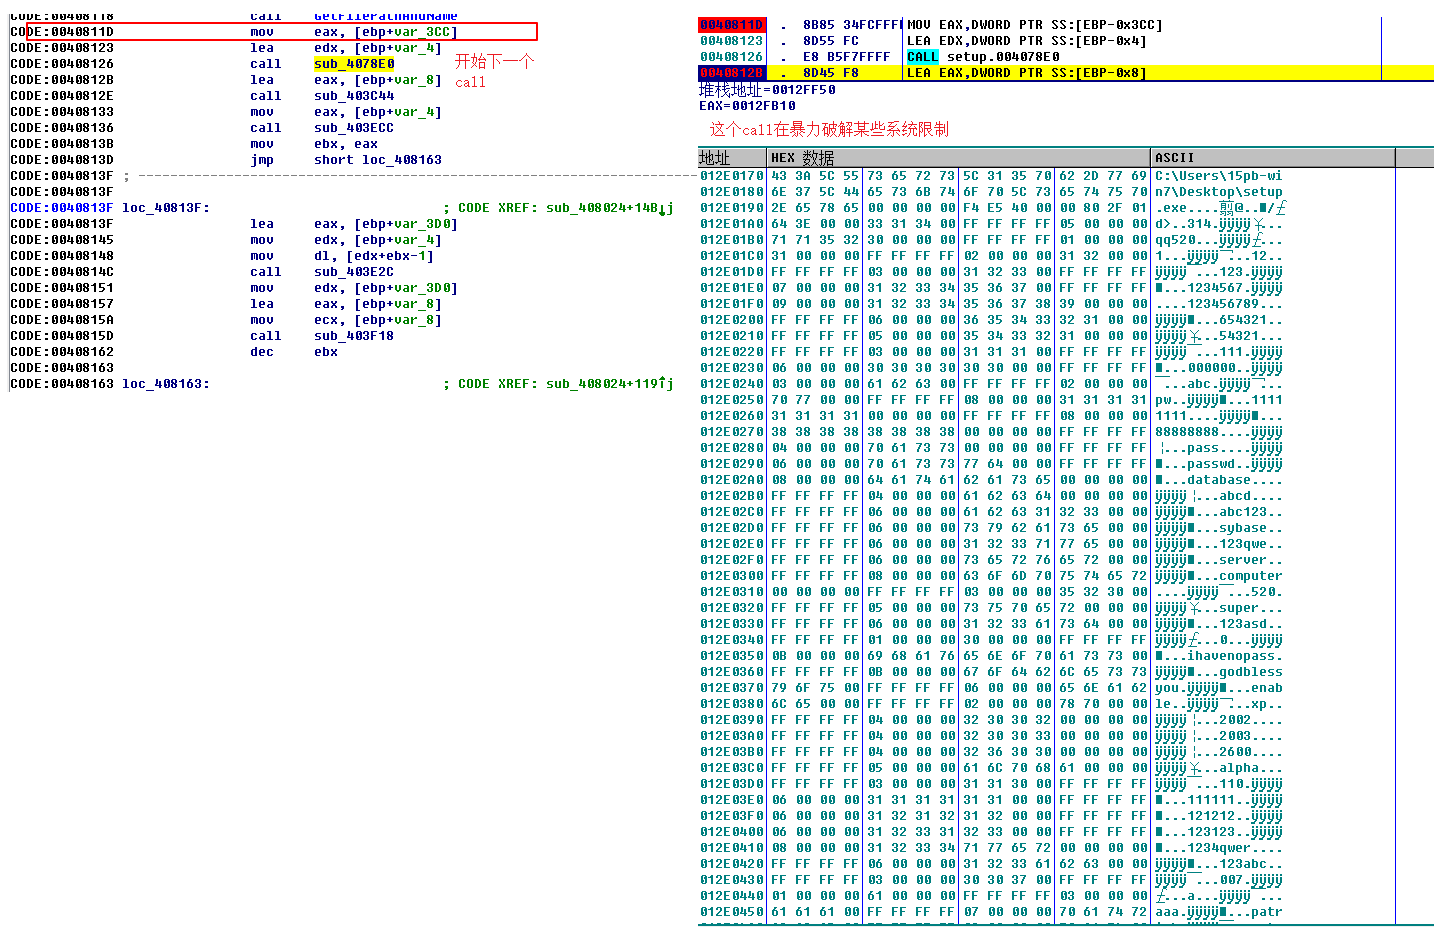 CODE:00408118 call GetFilePathAndName
CODE:0040811D mov eax, [ebp+var_3CC]
CODE:00408123 lea edx, [ebp+var_4]
CODE:00408126 call sub_4078E0
CODE:0040812B lea eax, [ebp+var_8]
CODE:0040812E call sub_403C44
CODE:00408133 mov eax, [ebp+var_4]
CODE:00408136 call sub_403ECC
CODE:0040813B mov ebx, eax
CODE:0040813D jmp short loc_408163
CODE:0040813F ; ---------------------------------------------------------------------------
CODE:0040813F
CODE:0040813F loc_40813F: ; CODE XREF: sub_408024+14B↓j
CODE:0040813F lea eax, [ebp+var_3D0]
CODE:00408145 mov edx, [ebp+var_4]
CODE:00408148 mov dl, [edx+ebx-1]
CODE:0040814C call sub_403E2C
CODE:00408151 mov edx, [ebp+var_3D0]
CODE:00408157 lea eax, [ebp+var_8]
CODE:0040815A mov ecx, [ebp+var_8]
CODE:0040815D call sub_403F18
CODE:00408162 dec ebx
CODE:00408163
CODE:00408163 loc_408163: ; CODE XREF: sub_408024+119↑j
开始下一个
call
0040811D . 8B85 34FCFFFF MOV EAX,DWORD PTR SS:[EBP-0x3CC]
00408123 . 8D55 FC LEA EDX,DWORD PTR SS:[EBP-0x4]
00408126 . E8 B5F7FFFF CALL setup.004078E0
0040812B . 8D45 F8 LEA EAX,DWORD PTR SS:[EBP-0x8]
堆栈地址=0012FF50
EAX=0012FB10
这个call在暴力破解某些系统限制
地址 HEX 数据 ASCII
012E0170 43 3A 5C 55 73 65 72 73 5C 31 35 70 62 2D 77 69 C:\Users\15pb-wi
012E0180 6E 37 5C 44 65 73 6B 74 6F 70 5C 73 65 74 75 70 n7\Desktop\setup
012E0190 2E 65 78 65 00 00 00 00 F4 E5 40 00 00 80 2F 01 .exe....翦@..■/ƒ
012E01A0 64 3E 00 00 33 31 34 00 FF FF FF FF 05 00 00 00 d>..314.ÿÿÿÿ...
012E01B0 71 71 35 32 30 00 00 00 FF FF FF FF 01 00 00 00 qq520...ÿÿÿÿ...
012E01C0 31 00 00 00 FF FF FF FF 02 00 00 00 31 32 00 00 1...ÿÿÿÿ...12..
012E01D0 FF FF FF FF 03 00 00 00 31 32 33 00 FF FF FF FF ÿÿÿÿ...123.ÿÿÿÿ
012E01E0 07 00 00 00 31 32 33 34 35 36 37 00 FF FF FF FF ■...1234567.ÿÿÿÿ
012E01F0 09 00 00 00 31 32 33 34 35 36 37 38 39 00 00 00 ....123456789...
012E0200 FF FF FF FF 06 00 00 00 36 35 34 33 32 31 00 00 ÿÿÿÿ■...654321..
012E0210 FF FF FF FF 05 00 00 00 35 34 33 32 31 00 00 00 ÿÿÿÿ...54321...
012E0220 FF FF FF FF 03 00 00 00 31 31 31 00 FF FF FF FF ÿÿÿÿ...111.ÿÿÿÿ
012E0230 06 00 00 00 30 30 30 30 30 30 00 00 FF FF FF FF ■...000000..ÿÿÿÿ
012E0240 03 00 00 00 61 62 63 00 FF FF FF FF 02 00 00 00 ...abc.ÿÿÿÿ...
012E0250 70 77 00 00 FF FF FF FF 08 00 00 00 31 31 31 31 pw..ÿÿÿÿ■...1111
012E0260 31 31 31 31 00 00 00 00 FF FF FF FF 08 00 00 00 1111....ÿÿÿÿ■...
012E0270 38 38 38 38 38 38 38 38 00 00 00 00 FF FF FF FF 88888888....ÿÿÿÿ
012E0280 04 00 00 00 70 61 73 73 00 00 00 00 FF FF FF FF ¦...pass....ÿÿÿÿ
012E0290 06 00 00 00 70 61 73 73 77 64 00 00 FF FF FF FF ■...passwd..ÿÿÿÿ
012E02A0 08 00 00 00 64 61 74 61 62 61 73 65 00 00 00 00 ■...database....
012E02B0 FF FF FF FF 04 00 00 00 61 62 63 64 00 00 00 00 ÿÿÿÿ¦...abcd....
012E02C0 FF FF FF FF 06 00 00 00 61 62 63 31 32 33 00 00 ÿÿÿÿ■...abc123..
012E02D0 FF FF FF FF 06 00 00 00 73 79 62 61 73 65 00 00 ÿÿÿÿ■...sybase..
012E02E0 FF FF FF FF 06 00 00 00 31 32 33 71 77 65 00 00 ÿÿÿÿ■...123qwe..
012E02F0 FF FF FF FF 06 00 00 00 73 65 72 76 65 72 00 00 ÿÿÿÿ■...server..
012E0300 FF FF FF FF 08 00 00 00 63 6F 6D 70 75 74 65 72 ÿÿÿÿ■...computer
012E0310 00 00 00 00 FF FF FF FF 03 00 00 00 35 32 30 00 ....ÿÿÿÿ...520.
012E0320 FF FF FF FF 05 00 00 00 73 75 70 65 72 00 00 00 ÿÿÿÿ...super...
012E0330 FF FF FF FF 06 00 00 00 31 32 33 61 73 64 00 00 ÿÿÿÿ■...123asd..
012E0340 FF FF FF FF 01 00 00 00 30 00 00 00 FF FF FF FF ÿÿÿÿƒ...0...ÿÿÿÿ
012E0350 0B 00 00 00 69 68 61 76 65 6E 6F 70 61 73 73 00 ■...ihavenopass.
012E0360 FF FF FF FF 0B 00 00 00 67 6F 64 62 6C 65 73 73 ÿÿÿÿ■...godbless
012E0370 79 6F 75 00 FF FF FF FF 06 00 00 00 65 6E 61 62 you.ÿÿÿÿ■...enab
012E0380 6C 65 00 00 FF FF FF FF 02 00 00 00 78 70 00 00 le..ÿÿÿÿ...xp..
012E0390 FF FF FF FF 04 00 00 00 32 30 30 32 00 00 00 00 ÿÿÿÿ¦...2002....
012E03A0 FF FF FF FF 04 00 00 00 32 30 30 33 00 00 00 00 ÿÿÿÿ¦...2003....
012E03B0 FF FF FF FF 04 00 00 00 32 36 30 30 00 00 00 00 ÿÿÿÿ¦...2600....
012E03C0 FF FF FF FF 05 00 00 00 61 6C 70 68 61 00 00 00 ÿÿÿÿ...alpha...
012E03D0 FF FF FF FF 03 00 00 00 31 31 30 00 FF FF FF FF ÿÿÿÿ...110.ÿÿÿÿ
012E03E0 06 00 00 00 31 31 31 31 31 31 00 00 FF FF FF FF ■...111111..ÿÿÿÿ
012E03F0 06 00 00 00 31 32 31 32 31 32 00 00 FF FF FF FF ■...121212..ÿÿÿÿ
012E0400 06 00 00 00 31 32 33 31 32 33 00 00 FF FF FF FF ■...123123..ÿÿÿÿ
012E0410 08 00 00 00 31 32 33 34 71 77 65 72 00 00 00 00 ■...1234qwer....
012E0420 FF FF FF FF 06 00 00 00 31 32 33 61 62 63 00 00 ÿÿÿÿ■...123abc..
012E0430 FF FF FF FF 03 00 00 00 30 30 37 00 FF FF FF FF ÿÿÿÿ...007.ÿÿÿÿ
012E0440 01 00 00 00 61 00 00 00 FF FF FF FF 03 00 00 00 ƒ...a...ÿÿÿÿ...
012E0450 61 61 61 00 FF FF FF FF 07 00 00 00 70 61 74 72 aaa.ÿÿÿÿ■...patr